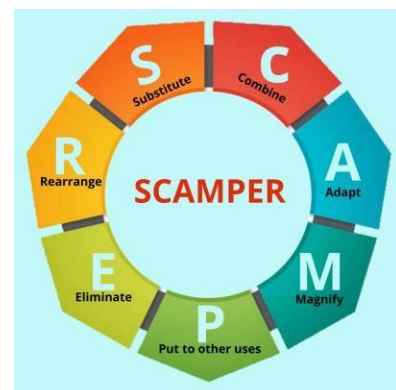 S
Substitute
C
Combine
A
Adapt
M
Magnify
P
Put to other uses
E
Eliminate
R
Rearrange
SCAMPER